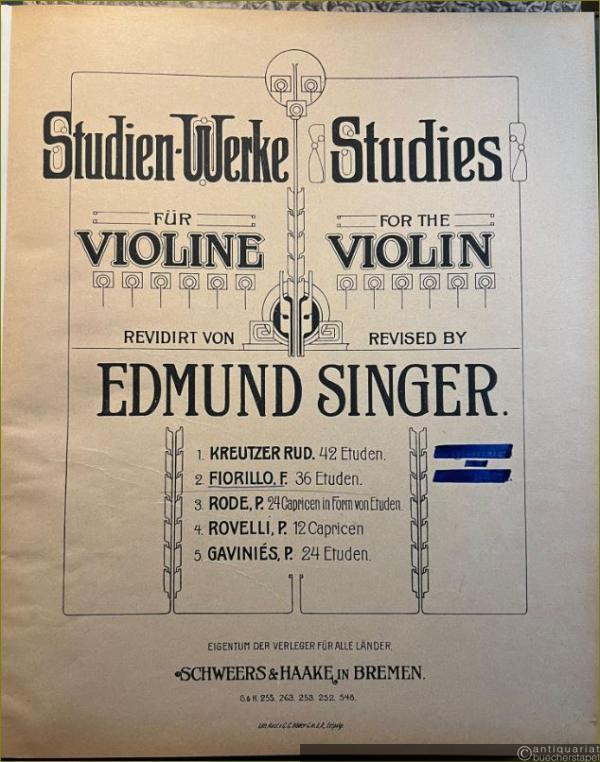 Studien-Werke
FÜR
VIOLINE
REVIDIRT VON
Studies
FOR THE
VIOLIN
REVISED BY
EDMUND SINGER.
1. KREUTZER RUD. 42 Etuden.
2. FIORILLO, F. 36 Etuden.
3. RODE, P. 24 Capricen in Form von Etuden.
4. ROVELLI, P. 12 Capricen
5. GAVINIÉS, P. 24 Etuden.
EIGENTUM DER VERLEGER FÜR ALLE LÄNDER.
SCHWEERS & HAAKE, IN BREMEN.
255. 263. 253. 252. 548.
Leipzig.
© antiquariat
buecherstapel